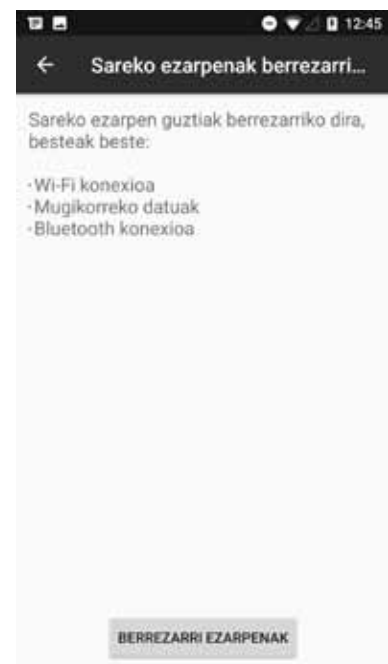 12:45
Sareko ezarpenak berrezarri...
Sareko ezarpen guztiak berrezarriko dira,
besteak beste:
·Wi-Fi konexioa
·Mugikorreko datuak
·Bluetooth konexioa
BERREZARRI EZARPENAK